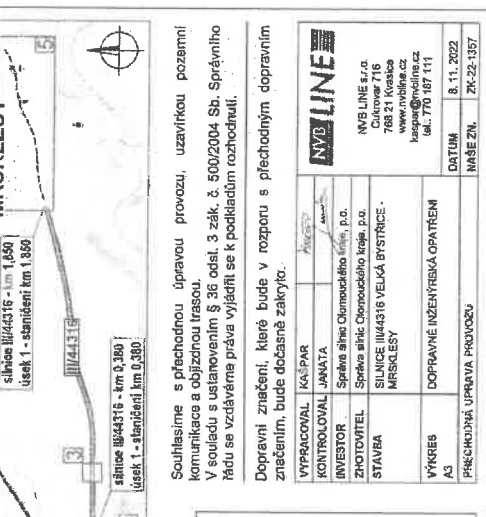 silnice III/44316 - km 1,850
úsek 1 - staničení km 1,850
5
III/44316
3
silnice III/44316 - km 0,380
úsek 1 - staničení km 0,380
Souhlasíme s přechodnou úpravou provozu, uzavírkou pozemní
komunikace a objízdnou trasou.
V souladu s ustanovením § 36 odst. 3 zák. č. 500/2004 Sb. Správního
řádu se vzdáváme práva vyjádřit se k podkladům rozhodnutí.
Dopravní značení, které bude v rozporu s přechodným dopravním
značením, bude dočasně zakryto.
VYPRACOVAL KAŠPAR
KONTROLOVAL JANATA
INVESTOR Správa silnic Olomouckého kraje, p.o.
ZHOTOVITEL Správa silnic Olomouckého kraje, p.o.
STAVBA SILNICE III/44316 VELKÁ BYSTŘICE -
MRSKLESY
VÝKRES DOPRAVNĚ INŽENÝRSKÁ OPATŘENÍ
A3
PŘECHODNÁ ÚPRAVA PROVOZU
NVB LINE
NVB LINE s.r.o.
Cukrovar 716
768 21 Kvasice
www.nvbline.cz
kaspar@nvbline.cz
tel.: 770 187 111
DATUM 8. 11. 2022
NAŠE ZN. ZK-22-1357